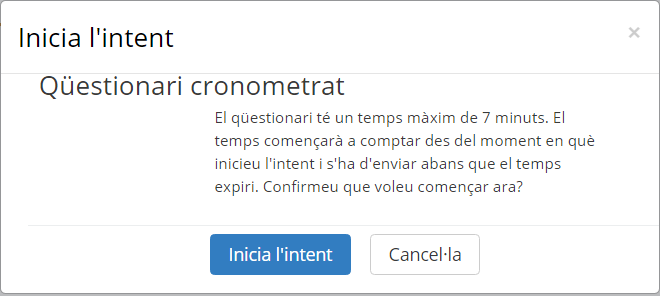 Inicia l'intent
×
Qüestionari cronometrat
El qüestionari té un temps màxim de 7 minuts. El
temps començarà a comptar des del moment en què
inicieu l'intent i s'ha d'enviar abans que el temps
expiri. Confirmeu que voleu començar ara?
Inicia l'intent
Cancel·la